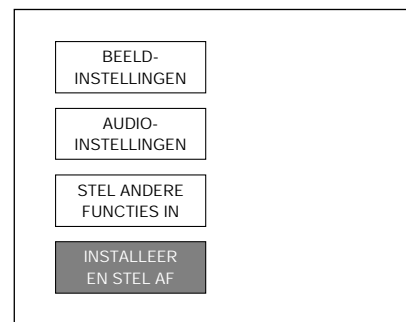 BEELD-
INSTELLINGEN
AUDIO-
INSTELLINGEN
STEL ANDERE
FUNCTIES IN
INSTALLEER
EN STEL AF